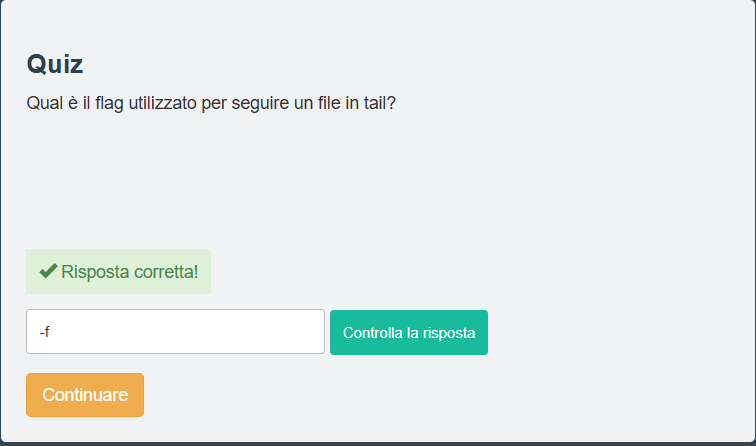 Quiz
Qual è il flag utilizzato per seguire un file in tail?
Risposta corretta!
-f
Controlla la risposta
Continuare